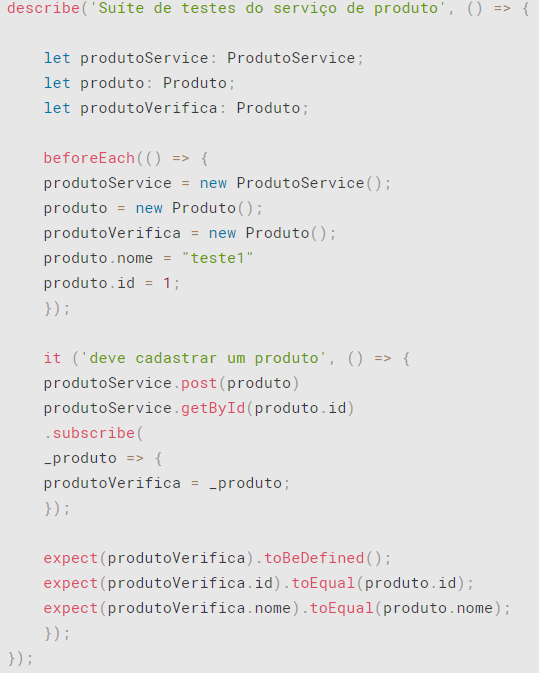 describe('Suíte de testes do serviço de produto', () => {
let produtoService: ProdutoService;
let produto: Produto;
let produtoVerifica: Produto;
beforeEach(() => {
produtoService = new ProdutoService();
produto = new Produto();
produtoVerifica = new Produto();
produto.nome = "teste1"
produto.id = 1;
});
it ('deve cadastrar um produto', () => {
produtoService.post(produto)
produtoService.getById(produto.id)
.subscribe(
_produto => {
produtoVerifica = _produto;
});
expect(produtoVerifica).toBeDefined();
expect(produtoVerifica.id).toEqual(produto.id);
expect(produtoVerifica.nome).toEqual(produto.nome);
});
});